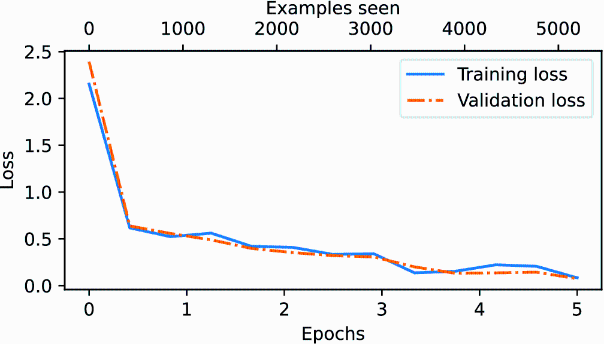 Examples seen
0 1000 2000 3000 4000 5000
2.5
2.0
1.5
1.0
0.5
0.0
Loss
Training loss
Validation loss
0 1 2 3 4 5
Epochs